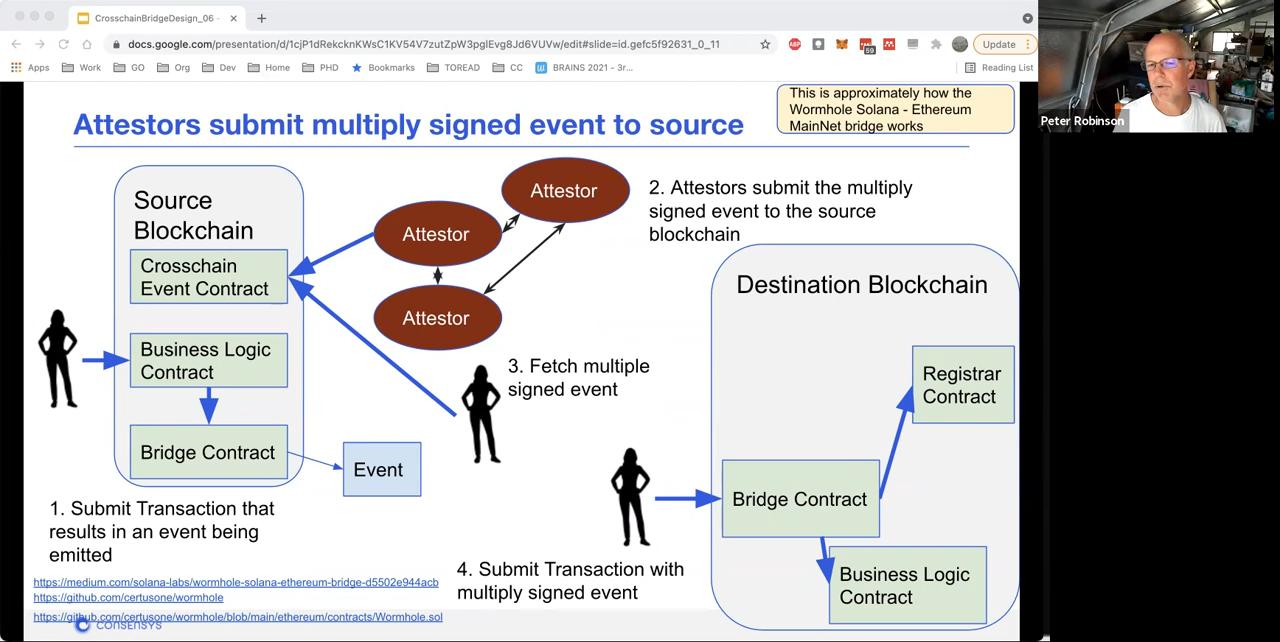 CrosschainBridgeDesign_06 -
docs.google.com/presentation/d/1cjP1dRekcknKWsC1KV54V7zutZpW3pglEvg8Jd6VUVw/edit#slide=id.gefc5f92631_0_11
ABP
59
Update
Apps
Work
GO
Org
Dev
Home
PHD
Bookmarks
TOREAD
CC
BRAINS 2021 - 3r...
Reading List
Peter Robinson
Attestors submit multiply signed event to source
This is approximately how the
Wormhole Solana - Ethereum
MainNet bridge works
Source
Blockchain
Crosschain
Event Contract
Business Logic
Contract
Bridge Contract
Event
Attestor
Attestor
Attestor
1. Submit Transaction that
results in an event being
emitted
2. Attestors submit the multiply
signed event to the source
blockchain
3. Fetch multiple
signed event
4. Submit Transaction with
multiply signed event
Destination Blockchain
Registrar
Contract
Bridge Contract
Business Logic
Contract
https://medium.com/solana-labs/wormhole-solana-ethereum-bridge-d5502e944acb
https://github.com/certusone/wormhole
https://github.com/certusone/wormhole/blob/main/ethereum/contracts/Wormhole.sol
CONSENSYS